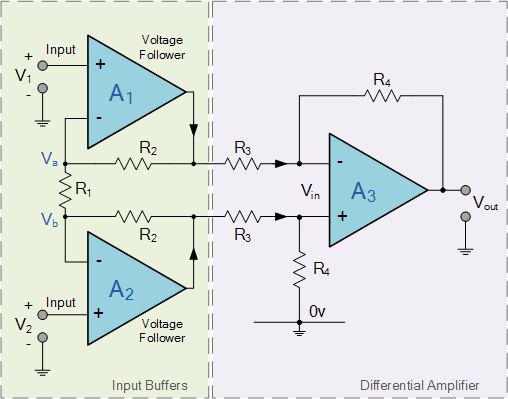 Voltage
Follower
+
Input
V1
-
+
A1
-
R4
Va
R2
R3
R1
-
Vin
A3
+
Vout
Vb
R2
R3
-
A2
+
R4
+
Input
V2
-
Voltage
Follower
0v
Input Buffers
Differential Amplifier